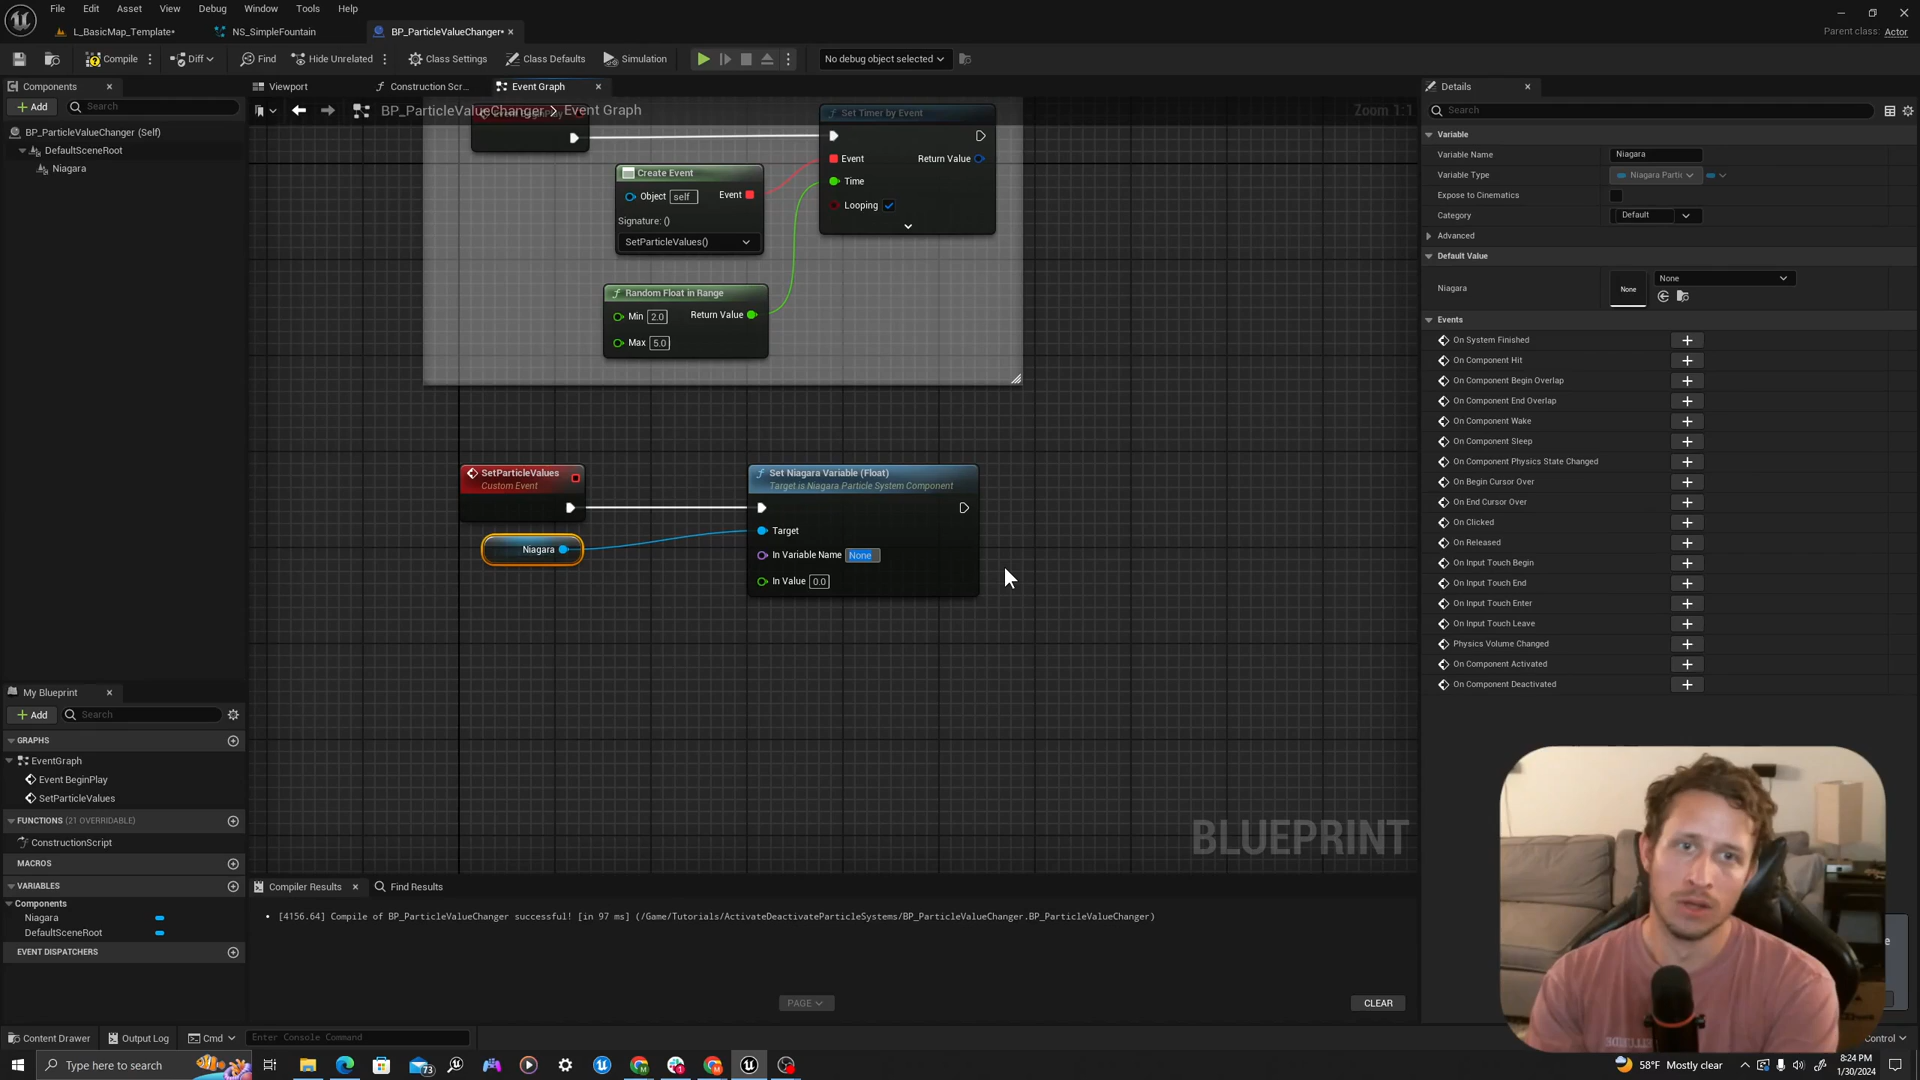 File Edit Asset View Debug Window Tools Help
L_BasicMap_Template* NS_SimpleFountain BP_ParticleValueChanger*
Parent class: Actor
Compile Diff Find Hide Unrelated Class Settings Class Defaults Simulation No debug object selected
Components
Viewport Construction Scr... Event Graph
Details
Add Search
BP_ParticleValueChanger > Event Graph
Zoom 1:1
Search
BP_ParticleValueChanger (Self)
DefaultSceneRoot
Niagara
Set Timer by Event
Event Return Value
Time
Looping
Create Event
Object self Event
Signature: ()
SetParticleValues()
Random Float in Range
Min 2.0 Return Value
Max 5.0
SetParticleValues
Custom Event
Niagara
Set Niagara Variable (Float)
Target is Niagara Particle System Component
Target
In Variable Name None
In Value 0.0
BLUEPRINT
Variable
Variable Name Niagara
Variable Type Niagara Partic
Expose to Cinematics
Category Default
Advanced
Default Value
Niagara None None
Events
On System Finished
On Component Hit
On Component Begin Overlap
On Component End Overlap
On Component Wake
On Component Sleep
On Component Physics State Changed
On Begin Cursor Over
On End Cursor Over
On Clicked
On Released
On Input Touch Begin
On Input Touch End
On Input Touch Enter
On Input Touch Leave
Physics Volume Changed
On Component Activated
On Component Deactivated
My Blueprint
Add Search
GRAPHS
EventGraph
Event BeginPlay
SetParticleValues
FUNCTIONS (21 OVERRIDABLE)
ConstructionScript
MACROS
VARIABLES
Components
Niagara
DefaultSceneRoot
EVENT DISPATCHERS
Compiler Results Find Results
[4156.64] Compile of BP_ParticleValueChanger successful! [in 97 ms] (/Game/Tutorials/ActivateDeactivateParticleSystems/BP_ParticleValueChanger.BP_ParticleValueChanger)
PAGE CLEAR
Content Drawer Output Log Cmd Enter Console Command
Control
Type here to search
73
58°F Mostly clear
8:24 PM
1/30/2024